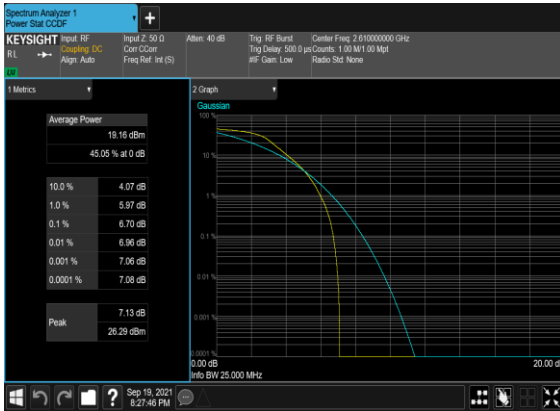 Spectrum Analyzer 1
Power Stat CCDF
+
KEYSIGHT
RL
Input: RF
Coupling: DC
Align: Auto
Input Z: 50 Ω
Corr CCorr
Freq Ref: Int (S)
Atten: 40 dB
Trig: RF Burst
Trig Delay: 500.0 µs
#IF Gain: Low
Center Freq: 2.610000000 GHz
Counts: 1.00 M/1.00 Mpt
Radio Std: None
1 Metrics
Average Power
19.16 dBm
45.05 % at 0 dB
10.0 % 4.07 dB
1.0 % 5.97 dB
0.1 % 6.70 dB
0.01 % 6.96 dB
0.001 % 7.06 dB
0.0001 % 7.08 dB
Peak
7.13 dB
26.29 dBm
2 Graph
Gaussian
100 %
10 %
1 %
0.1 %
0.01 %
0.001 %
0.0001 %
0.00 dB
20.00 d
Info BW 25.000 MHz
?
Sep 19, 2021
8:27:46 PM